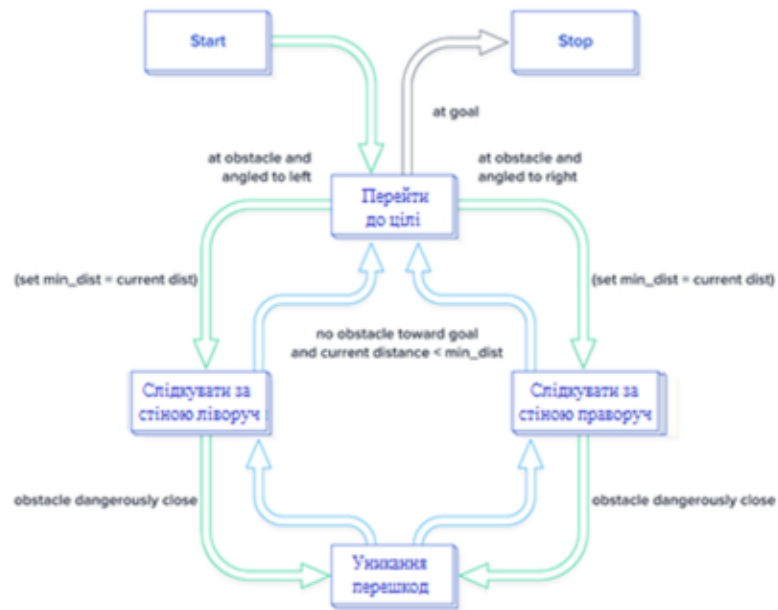 Start
Stop
at goal
at obstacle and
angled to left
at obstacle and
angled to right
Перейти
до цілі
(set min_dist = current dist)
(set min_dist = current dist)
no obstacle toward goal
and current distance < min_dist
Слідкувати за
стіною ліворуч
Слідкувати за
стіною праворуч
obstacle dangerously close
obstacle dangerously close
Уникання
перешкод